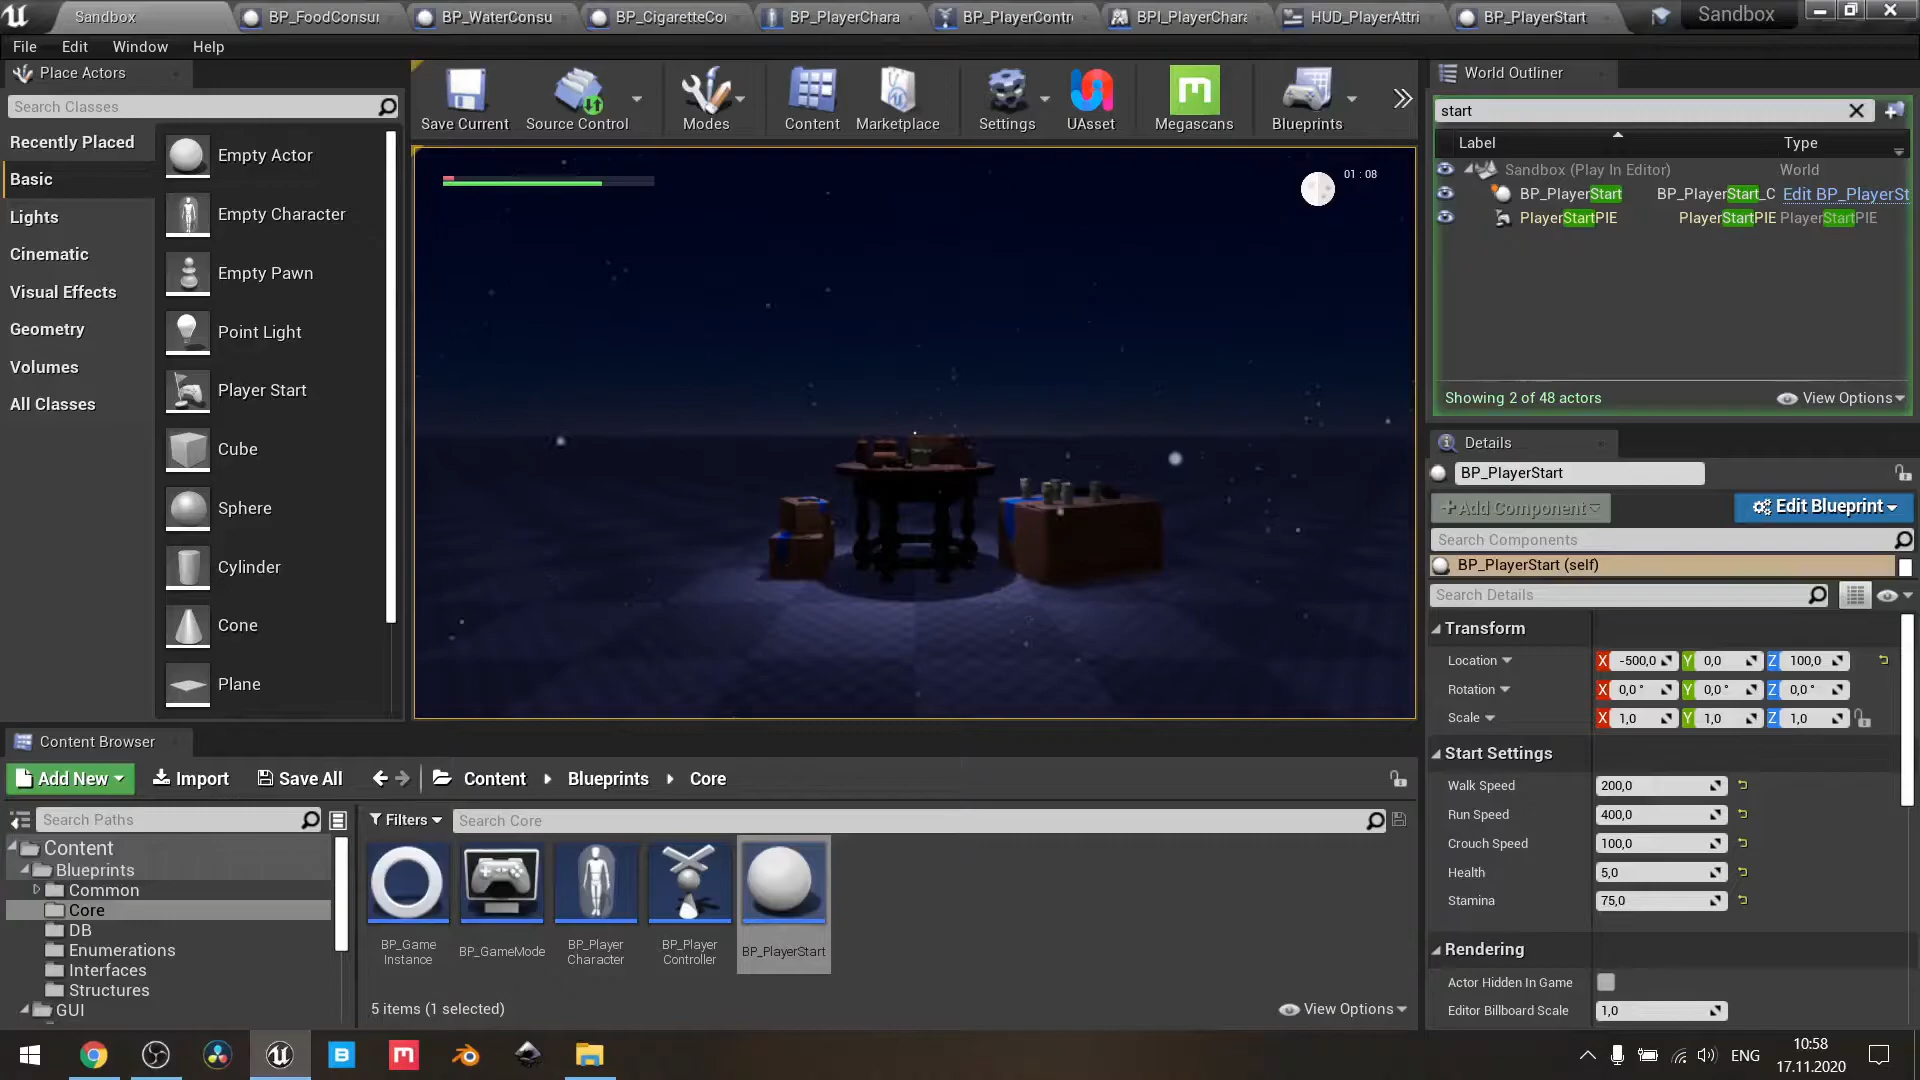 Sandbox
BP_FoodConsu
BP_WaterConsu
BP_CigaretteCo
BP_PlayerChara
BP_PlayerContr
BPI_PlayerChara
HUD_PlayerAttri
BP_PlayerStart
Sandbox
File Edit Window Help
Place Actors
Search Classes
Recently Placed
Basic
Lights
Cinematic
Visual Effects
Geometry
Volumes
All Classes
Empty Actor
Empty Character
Empty Pawn
Point Light
Player Start
Cube
Sphere
Cylinder
Cone
Plane
Save Current
Source Control
Modes
Content
Marketplace
Settings
UAsset
Megascans
Blueprints
01 : 08
World Outliner
start
Label Type
Sandbox (Play In Editor) World
BP_PlayerStart BP_PlayerStart_C Edit BP_PlayerSt
PlayerStartPIE PlayerStartPIE PlayerStartPIE
Showing 2 of 48 actors
View Options
Details
BP_PlayerStart
+Add Component
Edit Blueprint
Search Components
BP_PlayerStart (self)
Search Details
Transform
Location X -500,0 Y 0,0 Z 100,0
Rotation X 0,0 ° Y 0,0 ° Z 0,0 °
Scale X 1,0 Y 1,0 Z 1,0
Start Settings
Walk Speed 200,0
Run Speed 400,0
Crouch Speed 100,0
Health 5,0
Stamina 75,0
Rendering
Actor Hidden In Game
Editor Billboard Scale 1,0
Content Browser
Add New
Import
Save All
Content
Blueprints
Core
Search Paths
Filters
Search Core
Content
Blueprints
Common
Core
DB
Enumerations
Interfaces
Structures
GUI
BP_Game
Instance
BP_GameMode
BP_Player
Character
BP_Player
Controller
BP_PlayerStart
5 items (1 selected)
View Options
ENG
10:58
17.11.2020